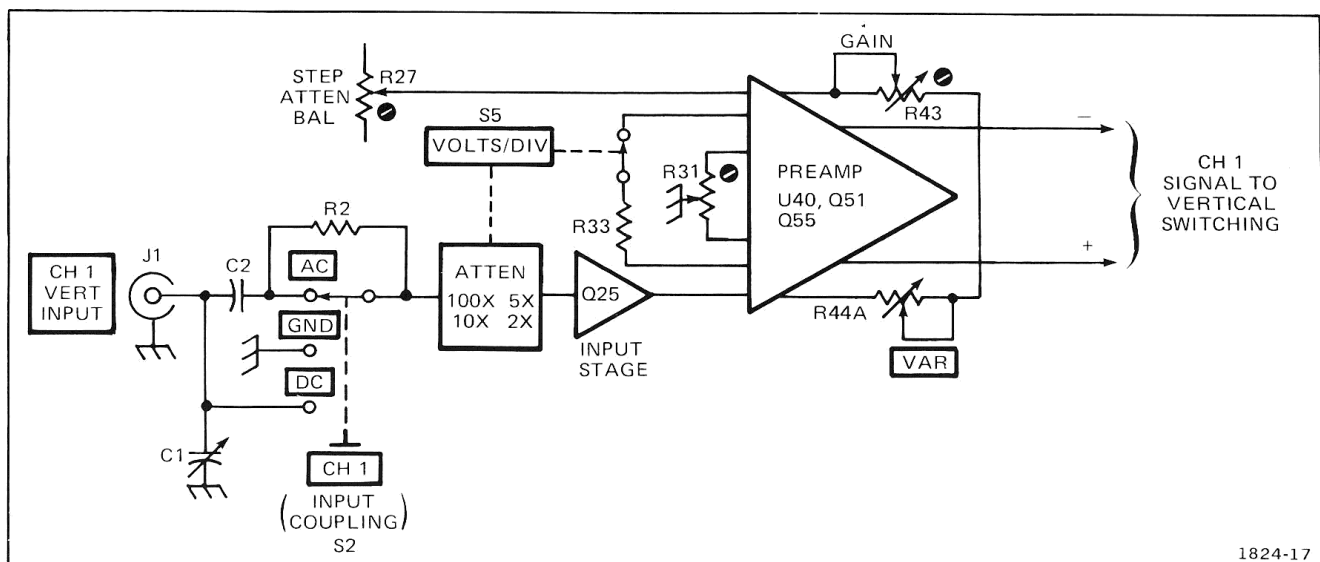 GAIN
STEP
ATTEN
BAL
R27
R43
S5
VOLTS/DIV
−
R31
PREAMP
U40, Q51
Q55
CH 1
SIGNAL TO
VERTICAL
SWITCHING
R2
R33
CH 1
VERT
INPUT
J1
C2
AC
ATTEN
100X 5X
10X 2X
Q25
+
GND
INPUT
STAGE
R44A
VAR
DC
C1
CH 1
(INPUT
COUPLING)
S2
1824-17